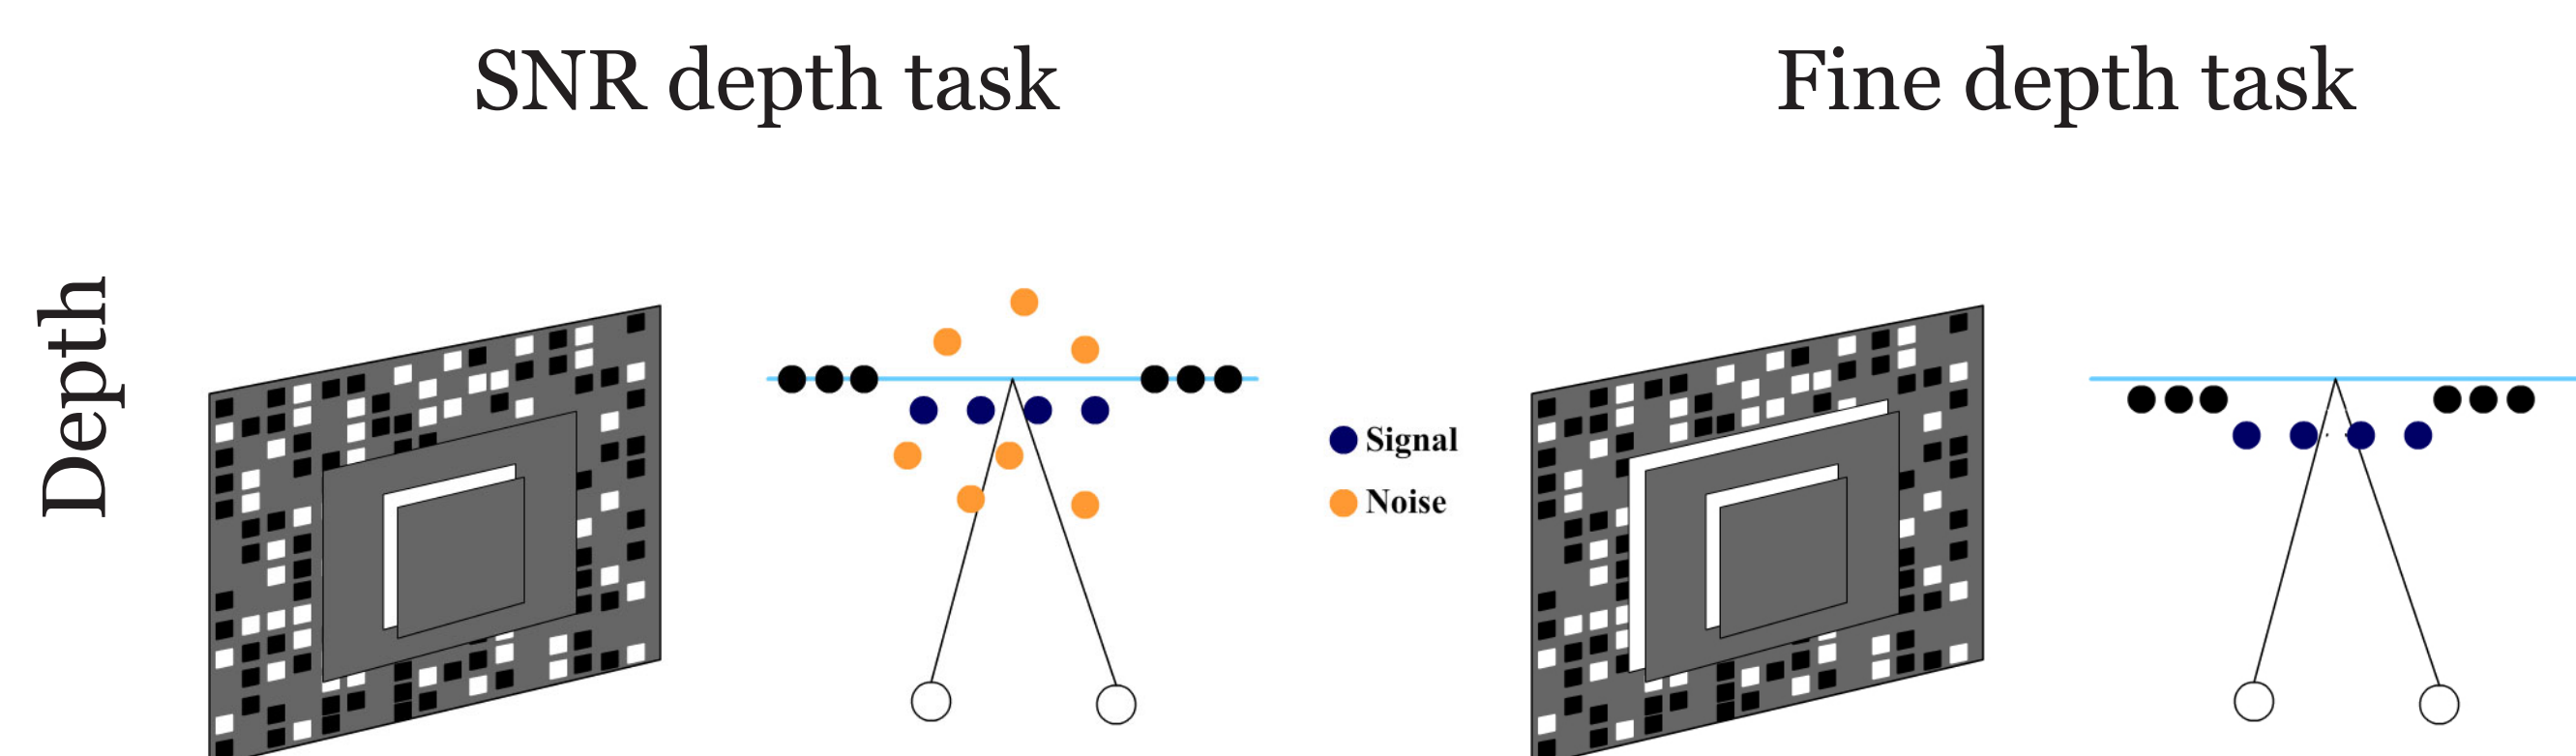 SNR depth task
Fine depth task
Depth
Signal
Noise